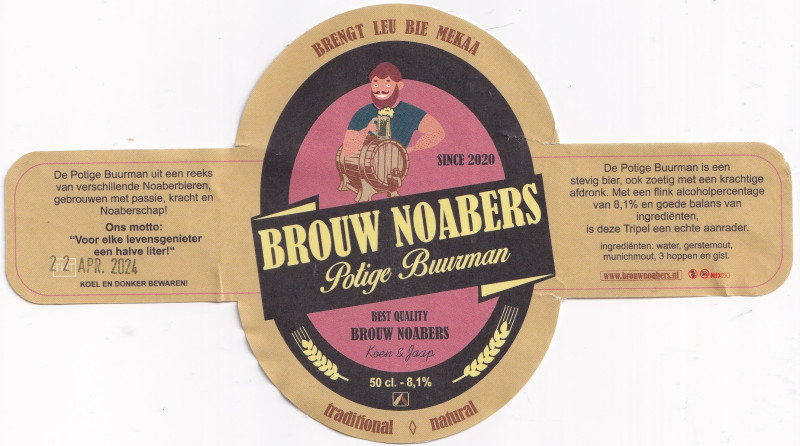 BRENGT LEU BIE MEKAA
SINCE 2020
BROUW NOABERS
Potige Buurman
BEST QUALITY
BROUW NOABERS
Koen & Jaap
50 cl. - 8,1%
traditional ◊ natural
De Potige Buurman uit een reeks
van verschillende Noaberbieren,
gebrouwen met passie, kracht en
Noaberschap!
Ons motto:
“Voor elke levensgenieter
een halve liter!“
22 APR. 2024
KOEL EN DONKER BEWAREN!
De Potige Buurman is een
stevig bier, ook zoetig met een krachtige
afdronk. Met een flink alcoholpercentage
van 8,1% en goede balans van
ingrediënten,
is deze Tripel een echte aanrader.
ingrediënten: water, gerstemout,
munichmout, 3 hoppen en gist.
www.brouwnoabers.nl